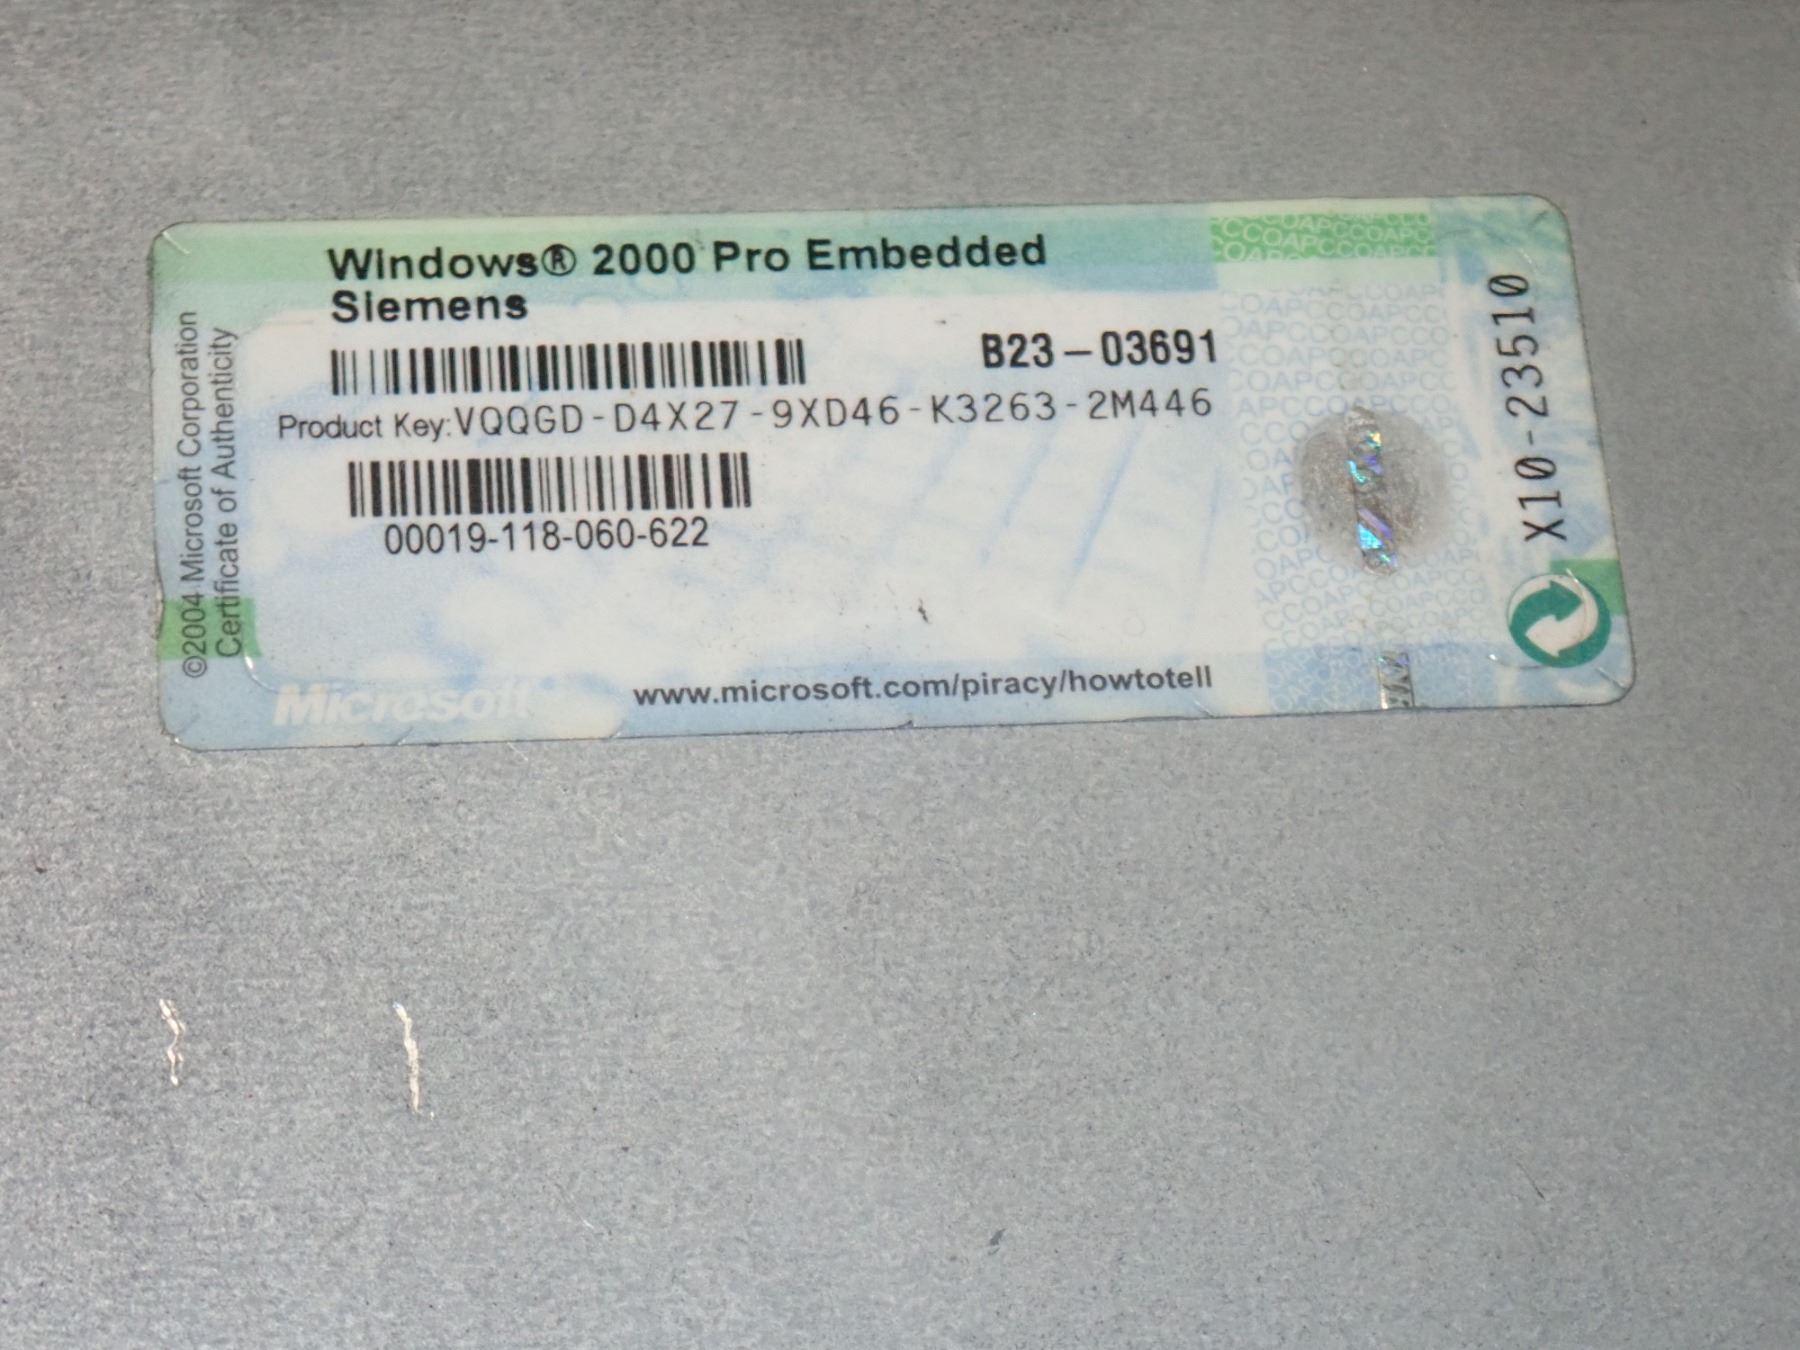 Windows® 2000 Pro Embedded
Siemens
B23-03691
Product Key:VQQGD-D4X27-9XD46-K3263-2M446
00019-118-060-622
©2004 Microsoft Corporation
Certificate of Authenticity
Microsoft
www.microsoft.com/piracy/howtotell
X10-23510